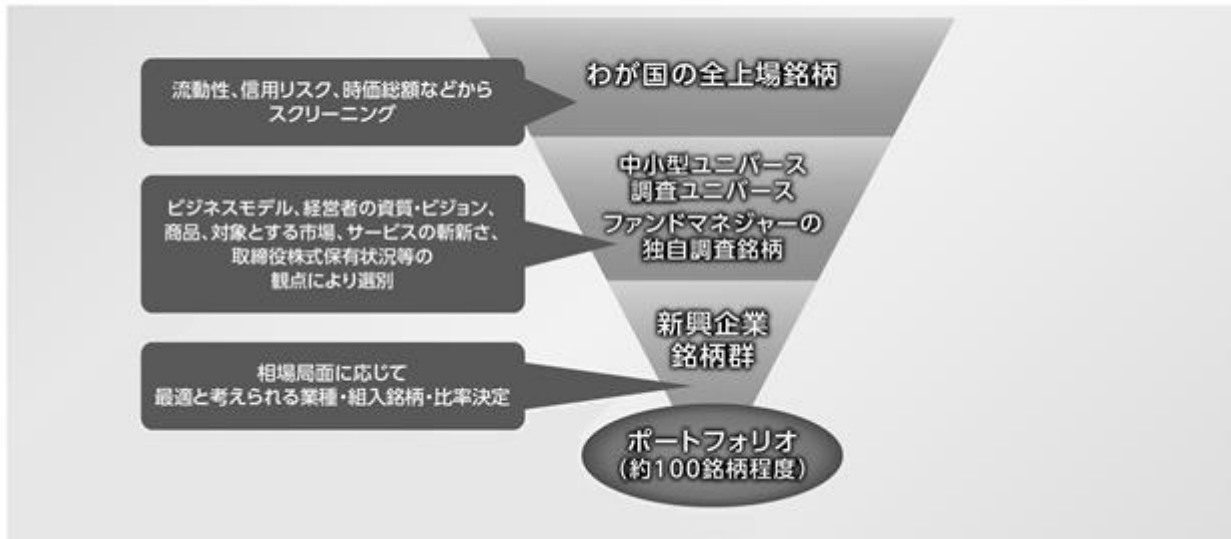 わが国の全上場銘柄
流動性、信用リスク、時価総額などから
スクリーニング
中小型ユニバース
調査ユニバース
ファンドマネジャーの
独自調査銘柄
ビジネスモデル、経営者の資質・ビジョン、
商品、対象とする市場、サービスの斬新さ、
取締役株式保有状況等の
観点により選別
新興企業
銘柄群
相場局面に応じて
最適と考えられる業種・組入銘柄・比率決定
ポートフォリオ
(約100銘柄程度)